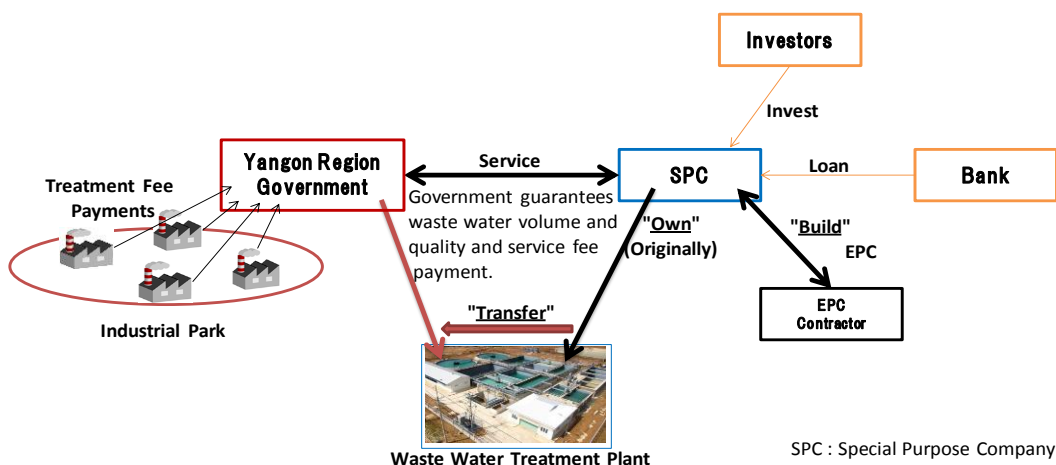 Investors
Invest
Yangon Region
Government
Service
SPC
Loan
Bank
Treatment Fee
Payments
Government guarantees
waste water volume and
quality and service fee
payment.
"Own"
(Originally)
"Build"
EPC
EPC
Contractor
Industrial Park
"Transfer"
Waste Water Treatment Plant
SPC : Special Purpose Company